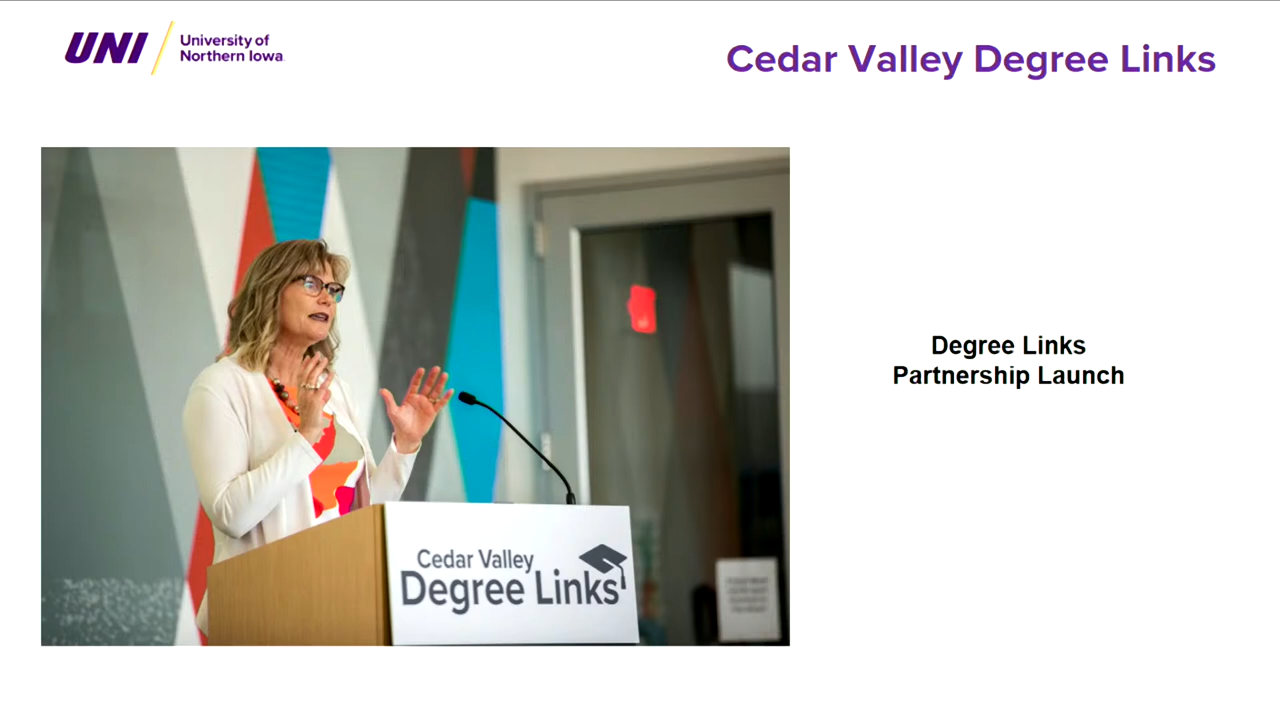 UNI
University of
Northern Iowa
Cedar Valley Degree Links
Degree Links
Partnership Launch
Cedar Valley
Degree Links